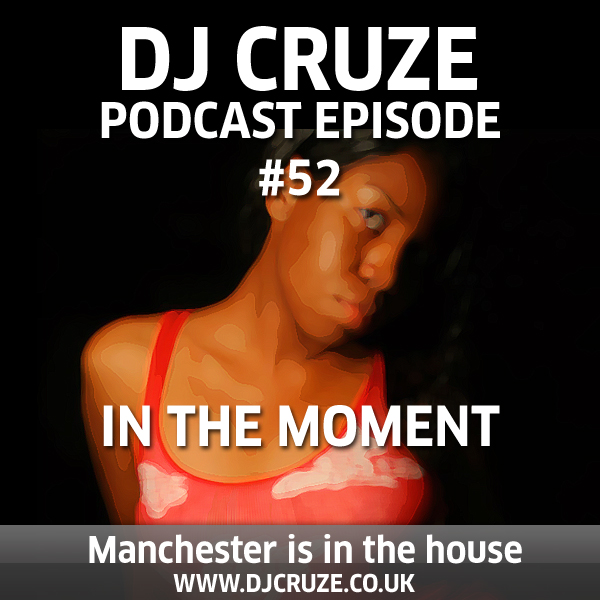 DJ CRUZE
PODCAST EPISODE
#52
IN THE MOMENT
Manchester is in the house
WWW.DJCRUZE.CO.UK